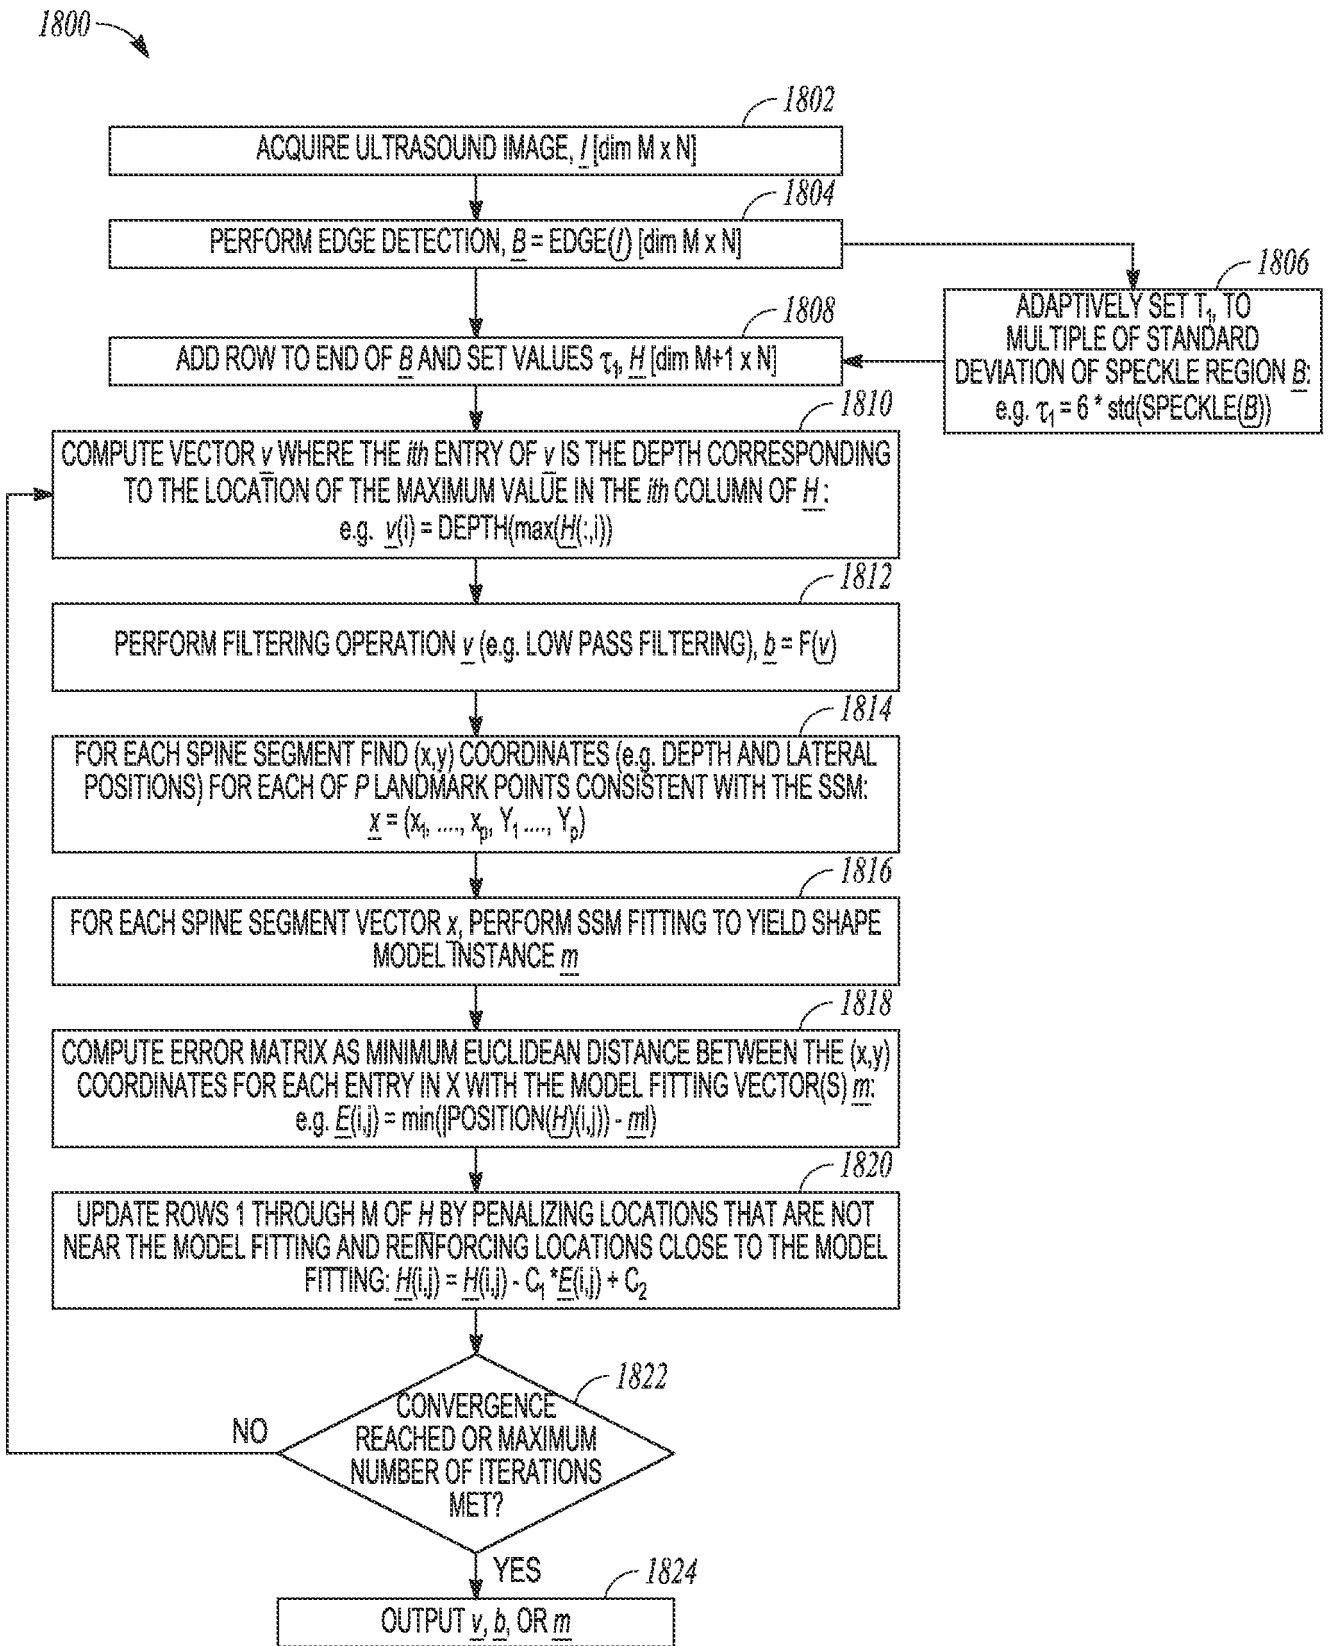 1800
1802
ACQUIRE ULTRASOUND IMAGE, I [dim M x N]
1804
PERFORM EDGE DETECTION, B = EDGE(I) [dim M x N]
1806
ADAPTIVELY SET T1, TO
MULTIPLE OF STANDARD
DEVIATION OF SPECKLE REGION B:
e.g. τ1 = 6 * std(SPECKLE(B))
1808
ADD ROW TO END OF B AND SET VALUES τ1, H [dim M+1 x N]
1810
COMPUTE VECTOR v WHERE THE ith ENTRY OF v IS THE DEPTH CORRESPONDING
TO THE LOCATION OF THE MAXIMUM VALUE IN THE ith COLUMN OF H :
e.g. v(i) = DEPTH(max(H(:,i))
1812
PERFORM FILTERING OPERATION v (e.g. LOW PASS FILTERING), b = F(v)
1814
FOR EACH SPINE SEGMENT FIND (x,y) COORDINATES (e.g. DEPTH AND LATERAL
POSITIONS) FOR EACH OF P LANDMARK POINTS CONSISTENT WITH THE SSM:
x = (x1, ...., xp, Y1 ...., Yp)
1816
FOR EACH SPINE SEGMENT VECTOR x, PERFORM SSM FITTING TO YIELD SHAPE
MODEL INSTANCE m
1818
COMPUTE ERROR MATRIX AS MINIMUM EUCLIDEAN DISTANCE BETWEEN THE (x,y)
COORDINATES FOR EACH ENTRY IN X WITH THE MODEL FITTING VECTOR(S) m:
e.g. E(i,j) = min(|POSITION(H)(i,j)) - m|)
1820
UPDATE ROWS 1 THROUGH M OF H BY PENALIZING LOCATIONS THAT ARE NOT
NEAR THE MODEL FITTING AND REINFORCING LOCATIONS CLOSE TO THE MODEL
FITTING: H(i,j) = H(i,j) - C1 *E(i,j) + C2
1822
CONVERGENCE
REACHED OR MAXIMUM
NUMBER OF ITERATIONS
MET?
NO
YES
1824
OUTPUT v, b, OR m